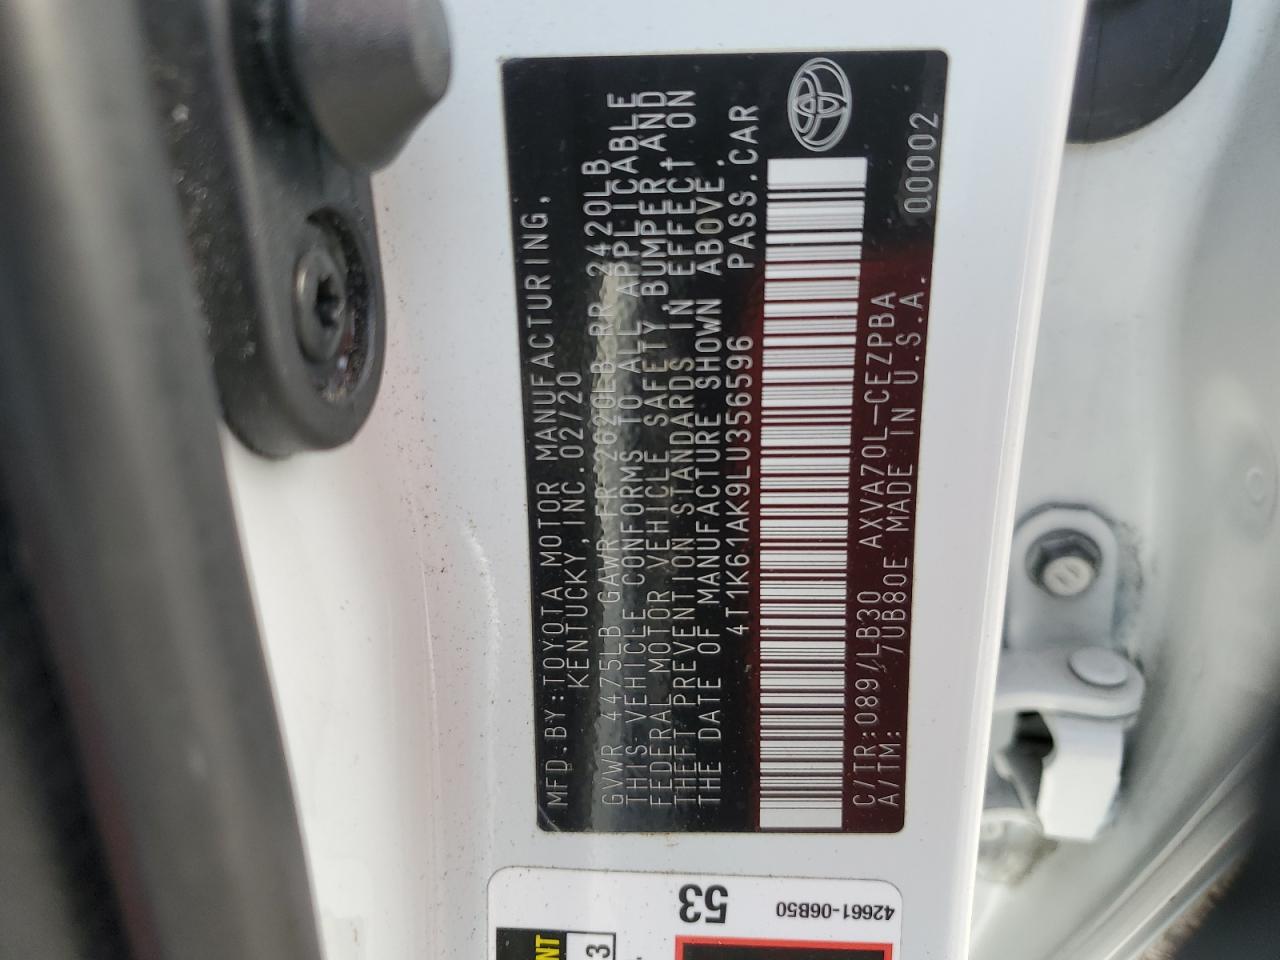 MFD.BY:TOYOTA MOTOR MANUFACTURING,
KENTUCKY,INC.02/20
GVWR 4475LB GAWR FR 2620LB RR 2420LB
THIS VEHICLE CONFORMS TO ALL APPLICABLE
FEDERAL MOTOR VEHICLE SAFETY,BUMPER,AND
THEFT PREVENTION STANDARDS IN EFFECT ON
THE DATE OF MANUFACTURE SHOWN ABOVE.
4T1K61AK9LU356596 PASS.CAR
C/TR:089/LB30 AXVA70L-CEZPBA
A/TM: /UB80E MADE IN U.S.A.
00002
53
42661-06B50
3